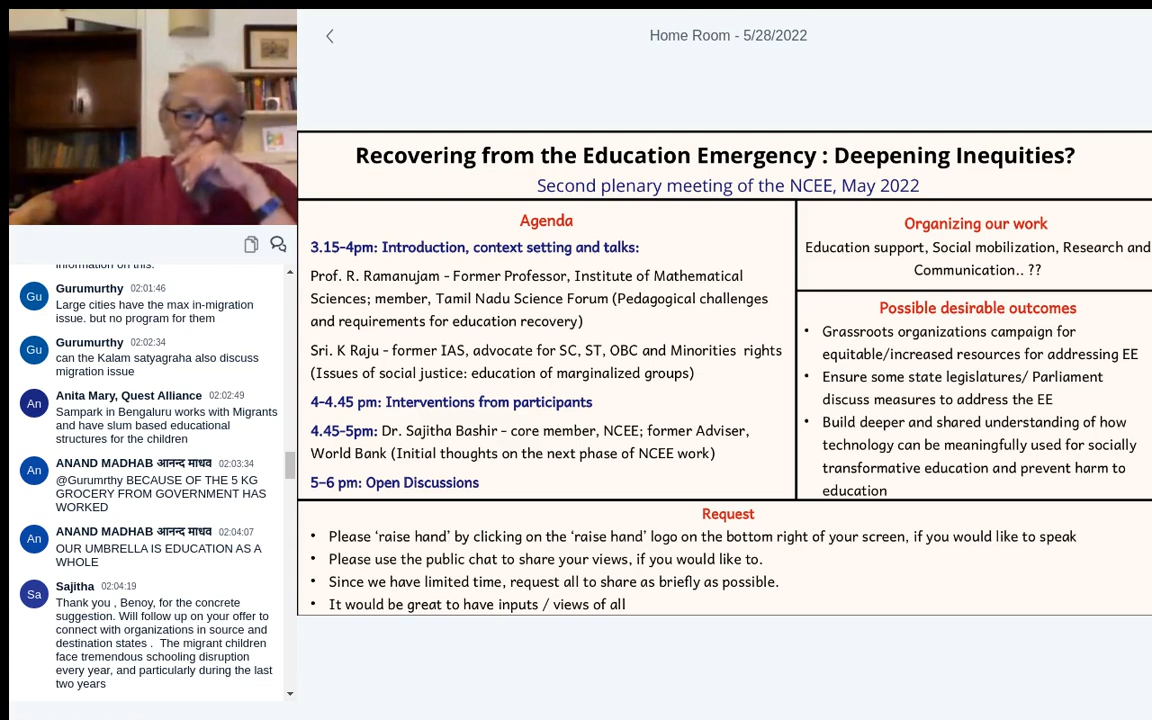 Home Room - 5/28/2022
information on this.
Gu
Gurumurthy 02:01:46
Large cities have the max in-migration
issue. but no program for them
Gu
Gurumurthy 02:02:34
can the Kalam satyagraha also discuss
migration issue
An
Anita Mary, Quest Alliance 02:02:49
Sampark in Bengaluru works with Migrants
and have slum based educational
structures for the children
An
ANAND MADHAB आनन्द माधव 02:03:34
@Gurumrthy BECAUSE OF THE 5 KG
GROCERY FROM GOVERNMENT HAS
WORKED
An
ANAND MADHAB आनन्द माधव 02:04:07
OUR UMBRELLA IS EDUCATION AS A
WHOLE
Sa
Sajitha 02:04:19
Thank you , Benoy, for the concrete
suggestion. Will follow up on your offer to
connect with organizations in source and
destination states . The migrant children
face tremendous schooling disruption
every year, and particularly during the last
two years
Recovering from the Education Emergency : Deepening Inequities?
Second plenary meeting of the NCEE, May 2022
Agenda
3.15-4pm: Introduction, context setting and talks:
Prof. R. Ramanujam - Former Professor, Institute of Mathematical
Sciences; member, Tamil Nadu Science Forum (Pedagogical challenges
and requirements for education recovery)
Sri. K Raju - former IAS, advocate for SC, ST, OBC and Minorities rights
(Issues of social justice: education of marginalized groups)
4-4.45 pm: Interventions from participants
4.45-5pm: Dr. Sajitha Bashir - core member, NCEE; former Adviser,
World Bank (Initial thoughts on the next phase of NCEE work)
5-6 pm: Open Discussions
Organizing our work
Education support, Social mobilization, Research and
Communication.. ??
Possible desirable outcomes
• Grassroots organizations campaign for
equitable/increased resources for addressing EE
• Ensure some state legislatures/ Parliament
discuss measures to address the EE
• Build deeper and shared understanding of how
technology can be meaningfully used for socially
transformative education and prevent harm to
education
Request
• Please ‘raise hand’ by clicking on the ‘raise hand’ logo on the bottom right of your screen, if you would like to speak
• Please use the public chat to share your views, if you would like to.
• Since we have limited time, request all to share as briefly as possible.
• It would be great to have inputs / views of all